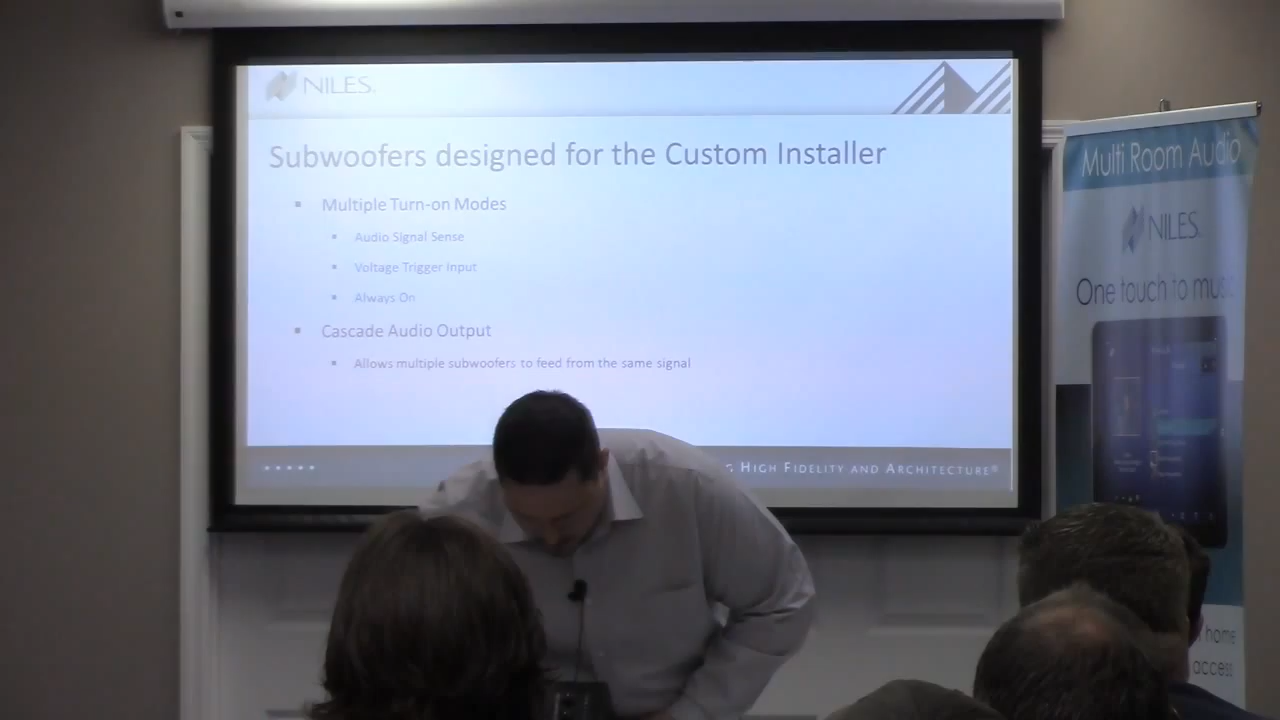 NILES.
Subwoofers designed for the Custom Installer
Multiple Turn-on Modes
Audio Signal Sense
Voltage Trigger Input
Always On
Cascade Audio Output
Allows multiple subwoofers to feed from the same signal
HIGH FIDELITY AND ARCHITECTURE®
Multi Room Audio
NILES.
One touch to
home
access